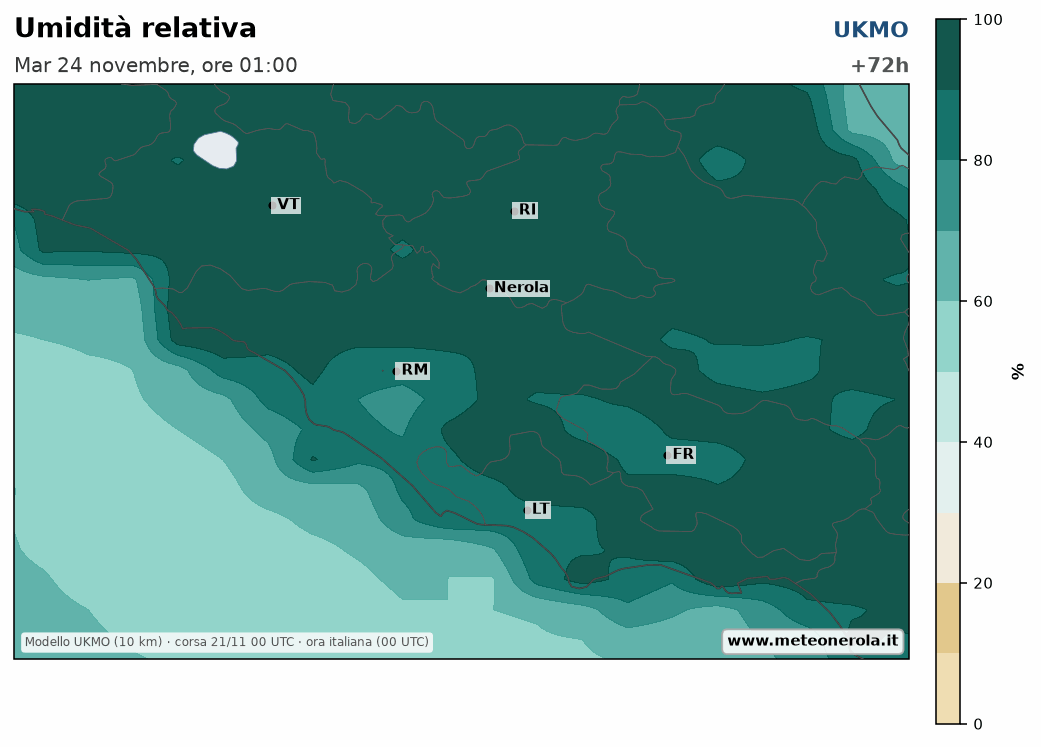 Umidità relativa
UKMO
Mar 24 novembre, ore 01:00
+72h
100
80
60
40
20
0
%
VT
RI
Nerola
RM
FR
LT
Modello UKMO (10 km) · corsa 21/11 00 UTC · ora italiana (00 UTC)
www.meteonerola.it